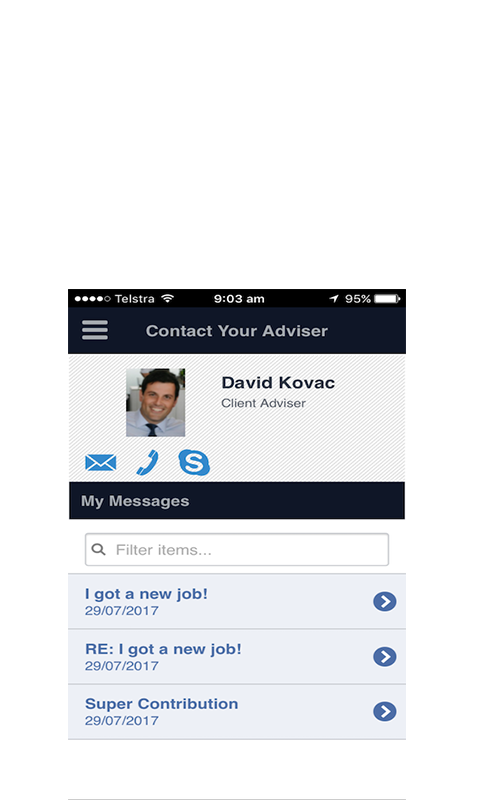 Telstra 9:03 am 95%
Contact Your Adviser
David Kovac
Client Adviser
My Messages
Filter items...
I got a new job!
29/07/2017
RE: I got a new job!
29/07/2017
Super Contribution
29/07/2017